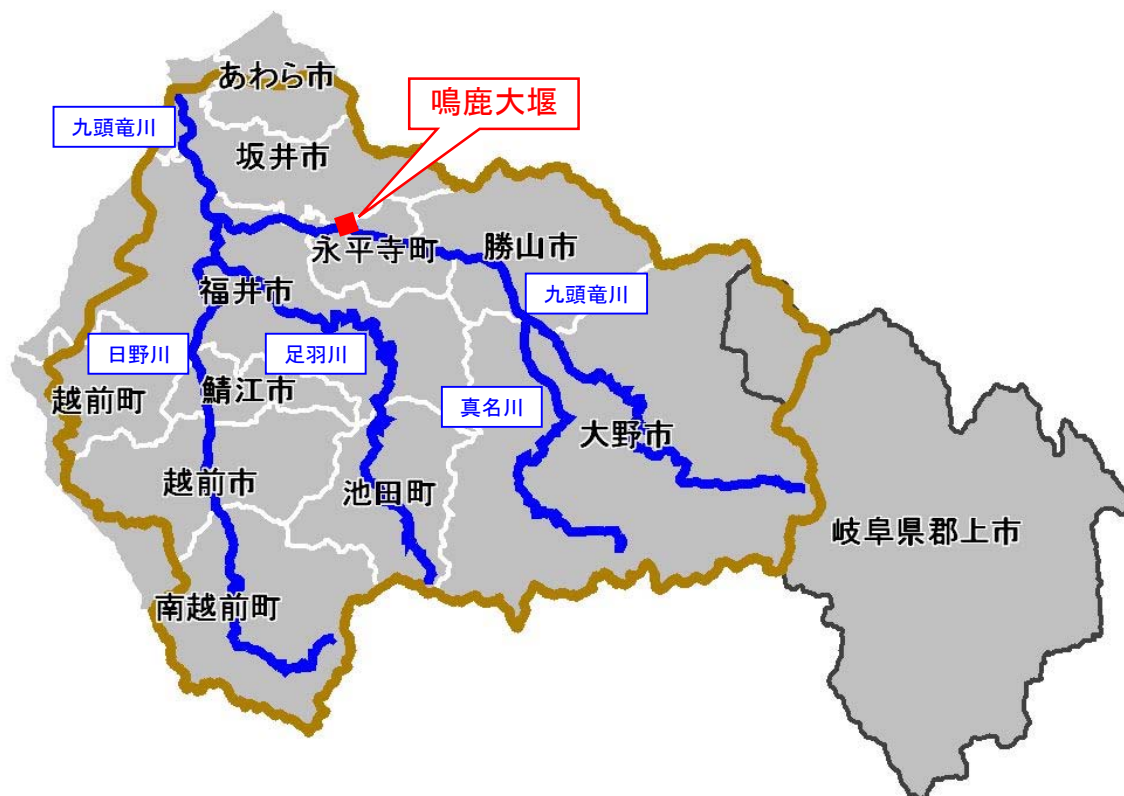 あわら市
鳴鹿大堰
九頭竜川
坂井市
永平寺町
勝山市
福井市
九頭竜川
日野川
足羽川
越前町
鯖江市
真名川
大野市
越前市
池田町
岐阜県郡上市
南越前町